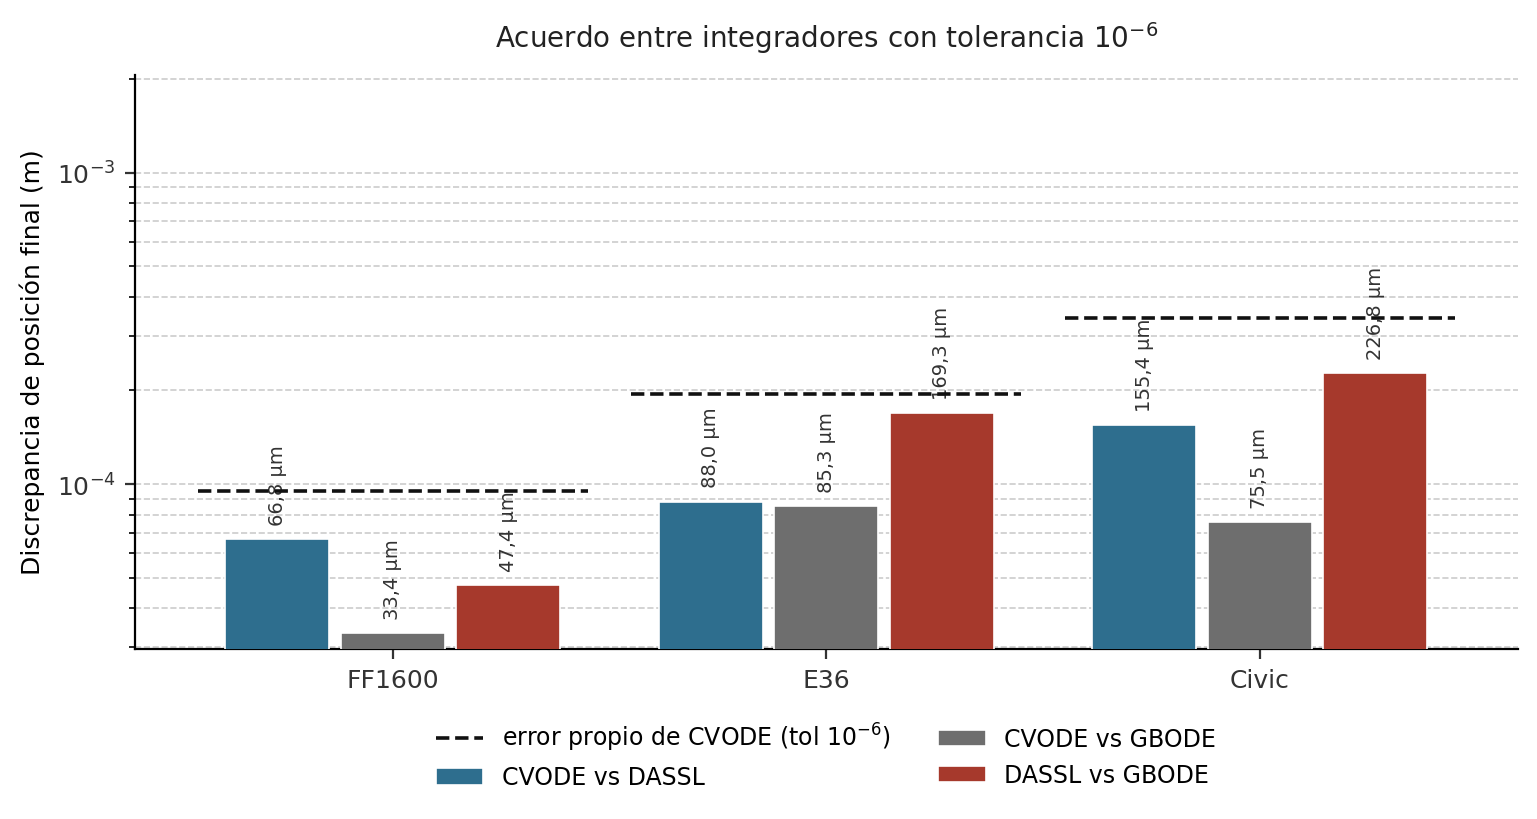 Acuerdo entre integradores con tolerancia 10⁻⁶
Discrepancia de posición final (m)
10⁻³
10⁻⁴
66,8 µm
33,4 µm
47,4 µm
88,0 µm
85,3 µm
169,3 µm
155,4 µm
75,5 µm
226,8 µm
FF1600
E36
Civic
error propio de CVODE (tol 10⁻⁶)
CVODE vs DASSL
CVODE vs GBODE
DASSL vs GBODE